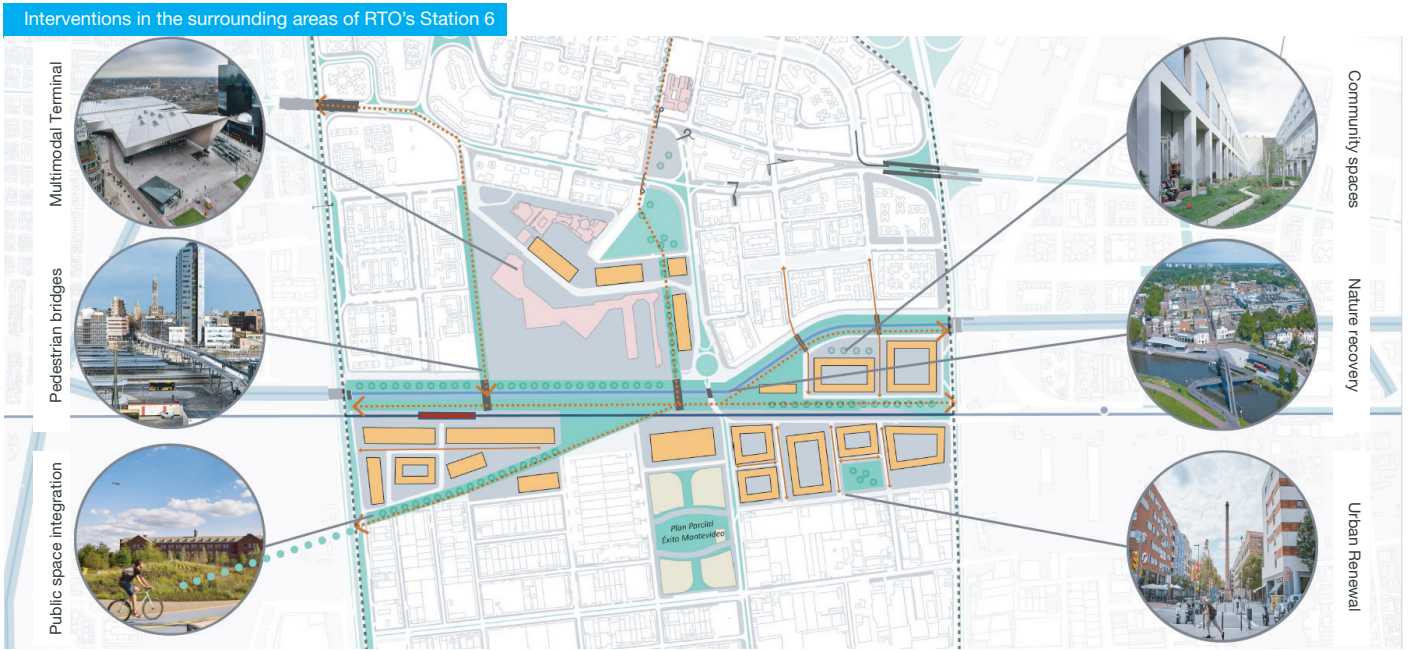 Interventions in the surrounding areas of RTO's Station 6
Multimodal Terminal
Pedestrian bridges
Public space integration
Community spaces
Nature recovery
Urban Renewal
Plan Parcial
Éxito Montevideo